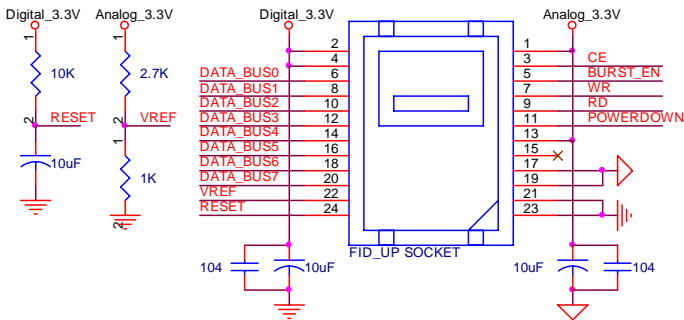 Digital_3.3V Analog_3.3V Digital_3.3V Analog_3.3V
1 1
10K 2.7K
2 2
RESET VREF
10uF 1K
2
2 1
4 3 CE
DATA_BUS0 6 5 BURST_EN
DATA_BUS1 8 7 WR
DATA_BUS2 10 9 RD
DATA_BUS3 12 11 POWERDOWN
DATA_BUS4 14 13
DATA_BUS5 16 15
DATA_BUS6 18 17
DATA_BUS7 20 19
VREF 22 21
RESET 24 23
FID_UP SOCKET
104 10uF 10uF 104